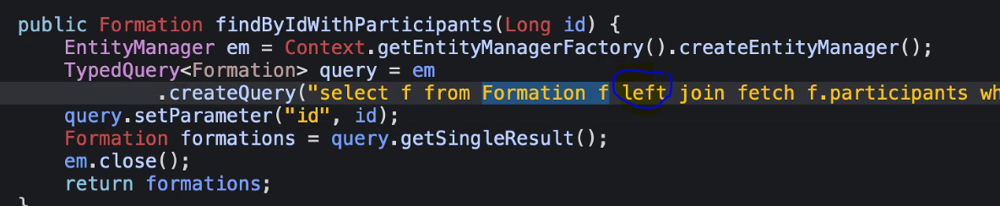 public Formation findByIdWithParticipants(Long id) {
EntityManager em = Context.getEntityManagerFactory().createEntityManager();
TypedQuery<Formation> query = em
.createQuery("select f from Formation f left join fetch f.participants wh
query.setParameter("id", id);
Formation formations = query.getSingleResult();
em.close();
return formations;
}